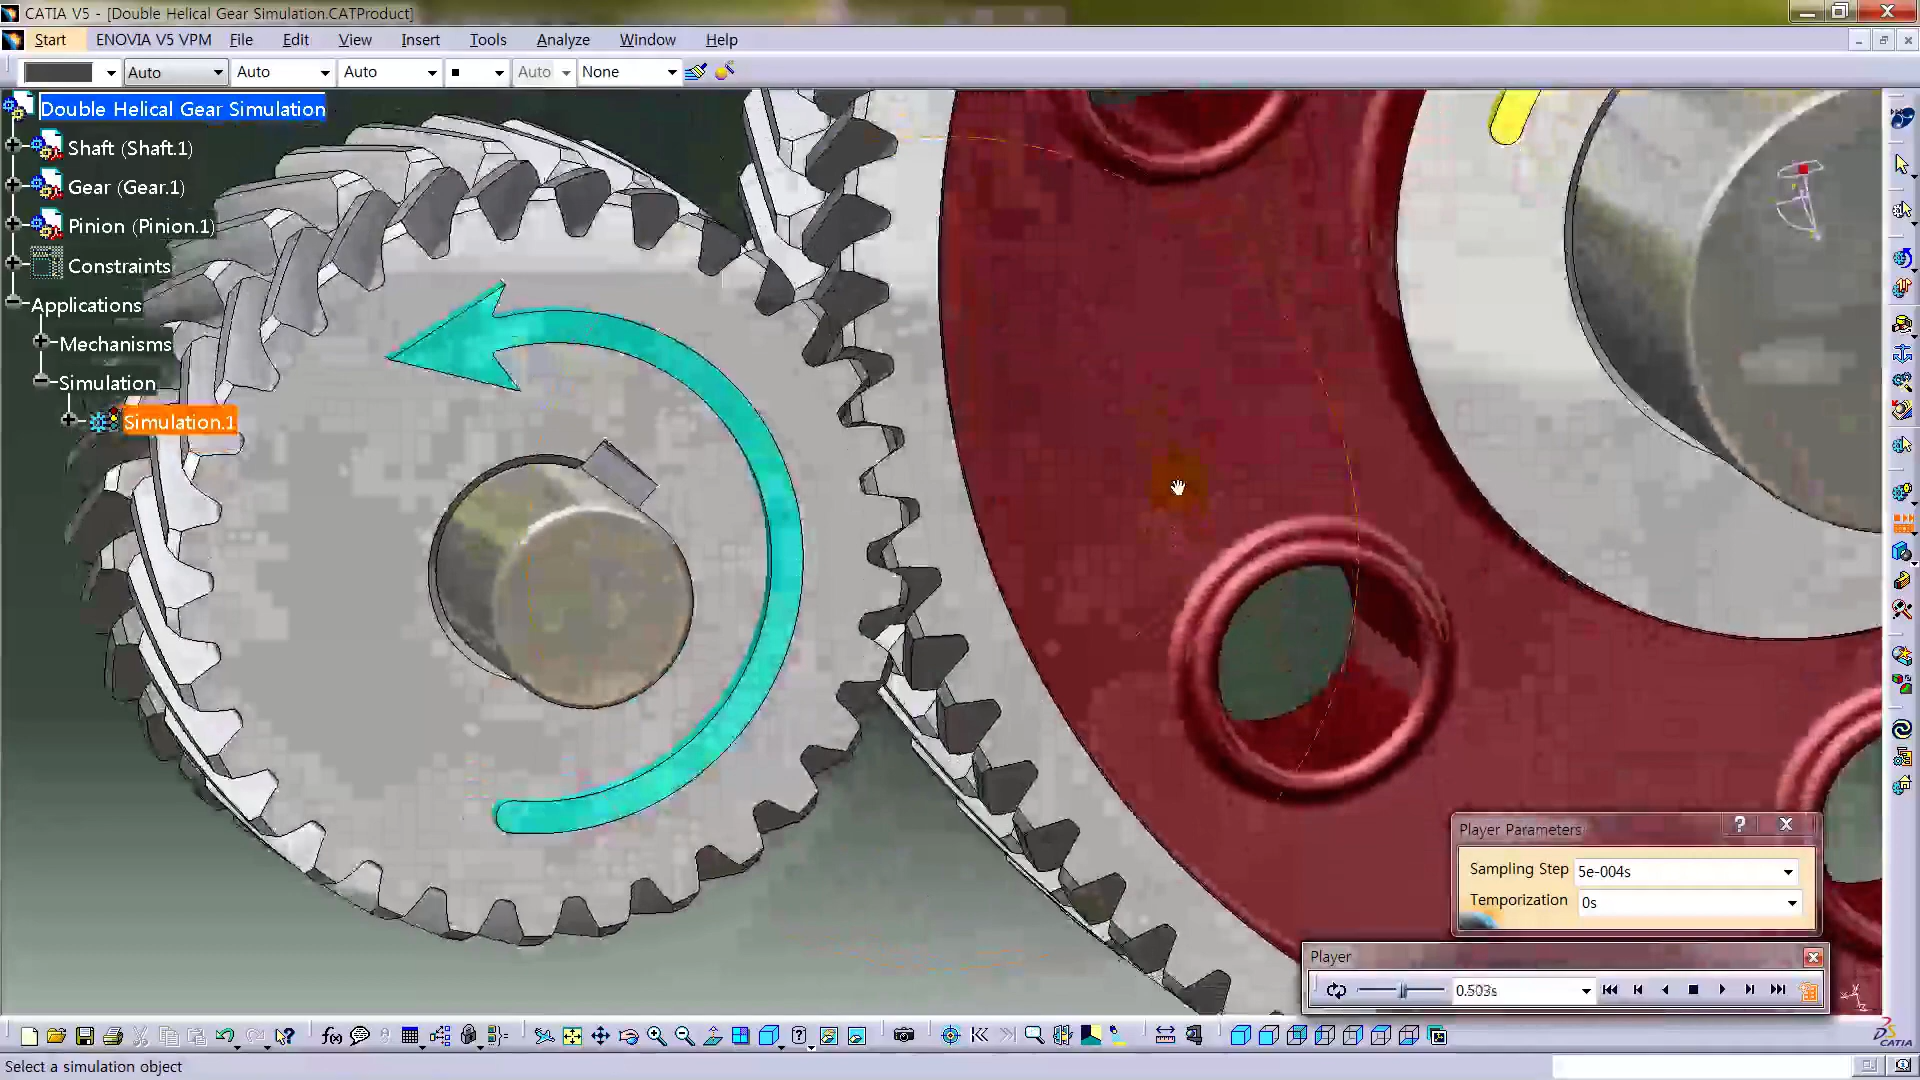 CATIA V5 - [Double Helical Gear Simulation.CATProduct]
Start ENOVIA V5 VPM File Edit View Insert Tools Analyze Window Help
Auto Auto Auto Auto None
Double Helical Gear Simulation
Shaft (Shaft.1)
Gear (Gear.1)
Pinion (Pinion.1)
Constraints
Applications
Mechanisms
Simulation
Simulation.1
Player Parameters
Sampling Step 5e-004s
Temporization 0s
Player
0.503s
f(x)
CATIA
Select a simulation object